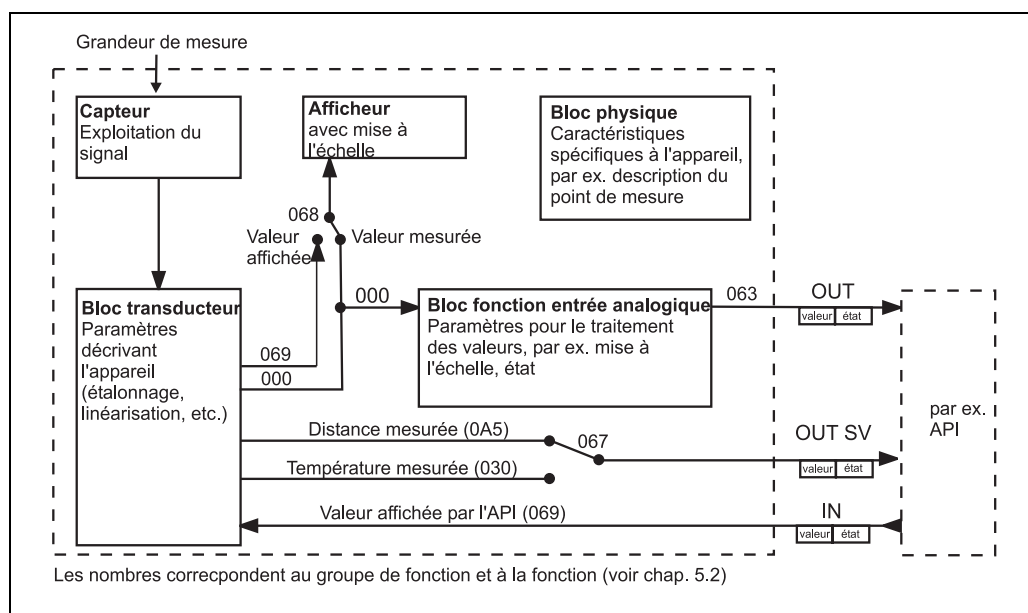 Grandeur de mesure
Capteur
Exploitation du
signal
Afficheur
avec mise à
l'échelle
Bloc physique
Caractéristiques
spécifiques à l'appareil,
par ex. description du
point de mesure
068
Valeur
affichée
Valeur mesurée
Bloc transducteur
Paramètres
décrivant
l'appareil
(étalonnage,
linéarisation, etc.)
069
000
000
Bloc fonction entrée analogique
Paramètres pour le traitement
des valeurs, par ex. mise à
l'échelle, état
063
OUT
valeur état
Distance mesurée (0A5)
067
OUT SV
valeur état
Température mesurée (030)
Valeur affichée par l'API (069)
IN
valeur état
par ex.
API
Les nombres correcpondent au groupe de fonction et à la fonction (voir chap. 5.2)